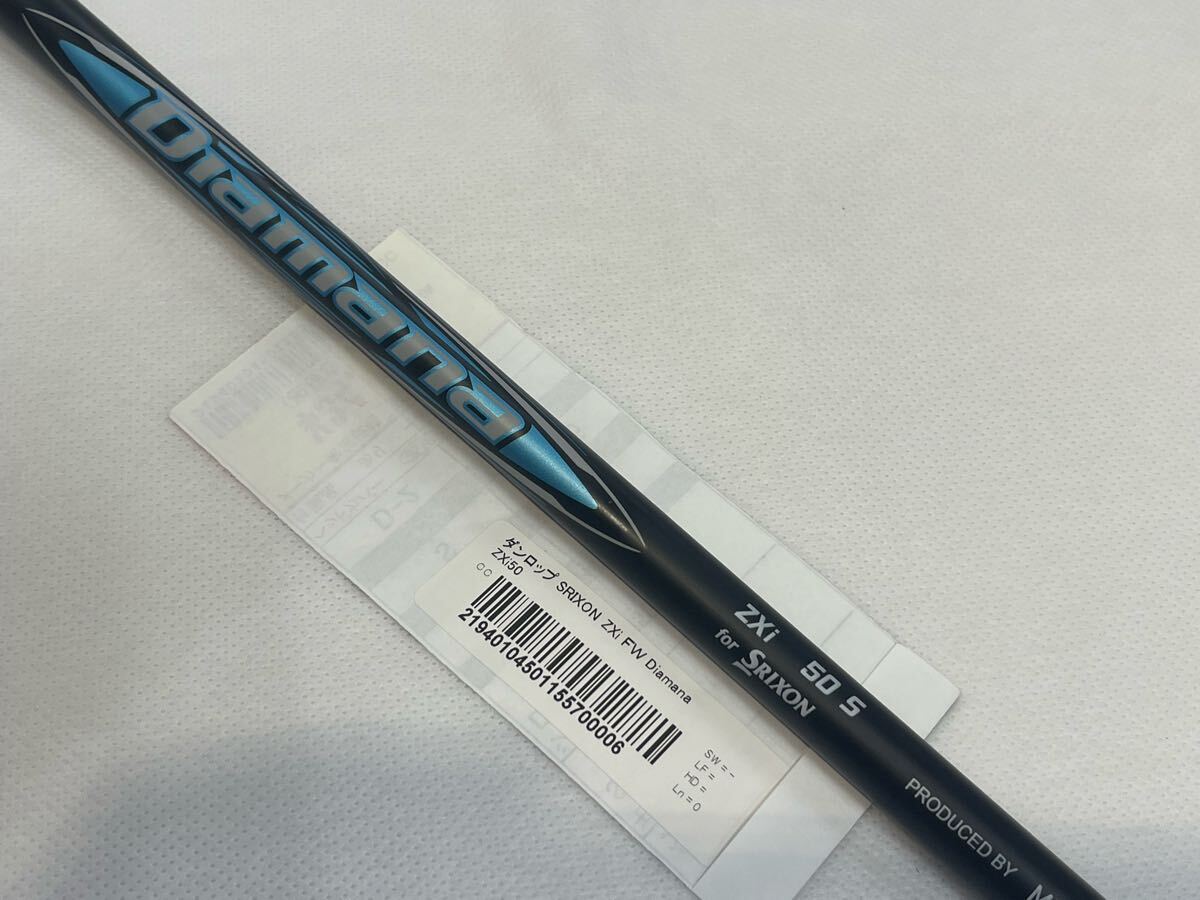 Diamana
ZXi 50 S
for SRIXON
PRODUCED BY
ダンロップ SRIXON ZXi FW Diamana
ZXi50
CC
21940104501155700006
SW = -
LF =
HD =
Ln = 0